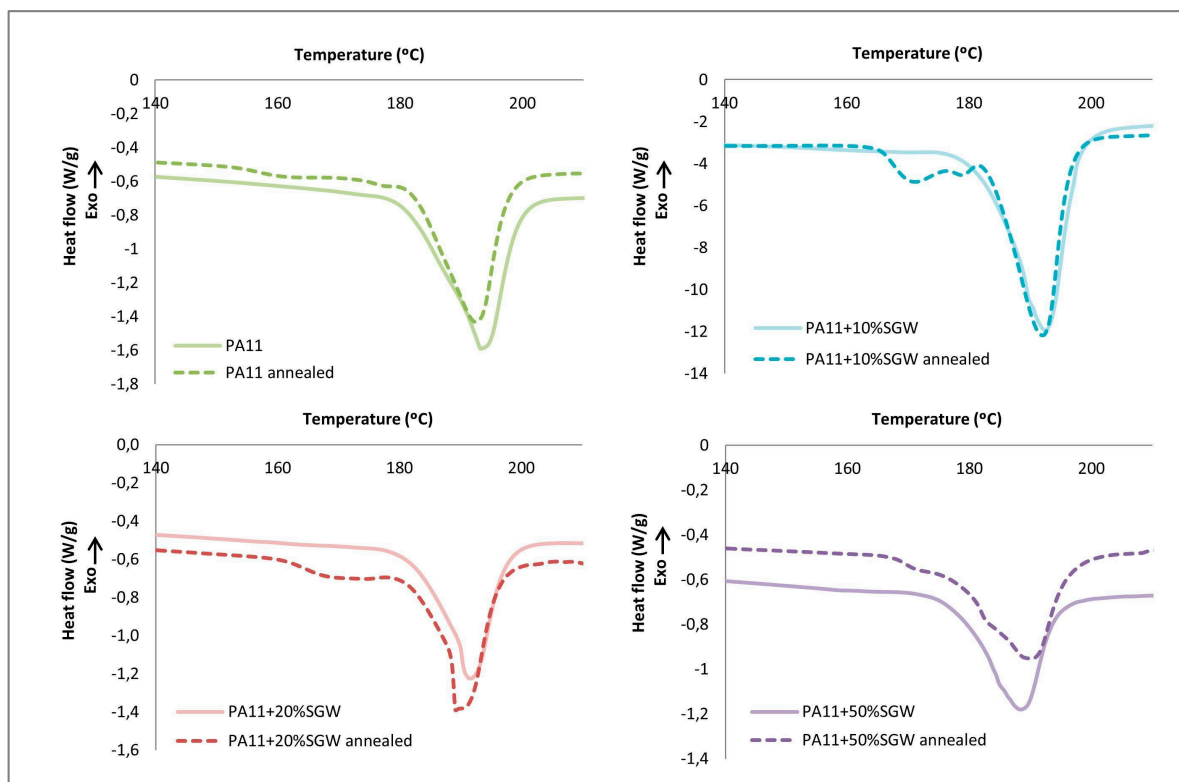 Temperature (ºC)
0
-0,2
-0,4
-0,6
-0,8
-1
-1,2
-1,4
-1,6
-1,8
140 160 180 200
Heat flow (W/g)
Exo →
PA11
PA11 annealed
Temperature (ºC)
0
-2
-4
-6
-8
-10
-12
-14
140 160 180 200
Heat flow (W/g)
Exo →
PA11+10%SGW
PA11+10%SGW annealed
Temperature (ºC)
0,0
-0,2
-0,4
-0,6
-0,8
-1,0
-1,2
-1,4
-1,6
140 160 180 200
Heat flow (W/g)
Exo →
PA11+20%SGW
PA11+20%SGW annealed
Temperature (ºC)
0
-0,2
-0,4
-0,6
-0,8
-1
-1,2
-1,4
140 160 180 200
Heat flow (W/g)
Exo →
PA11+50%SGW
PA11+50%SGW annealed